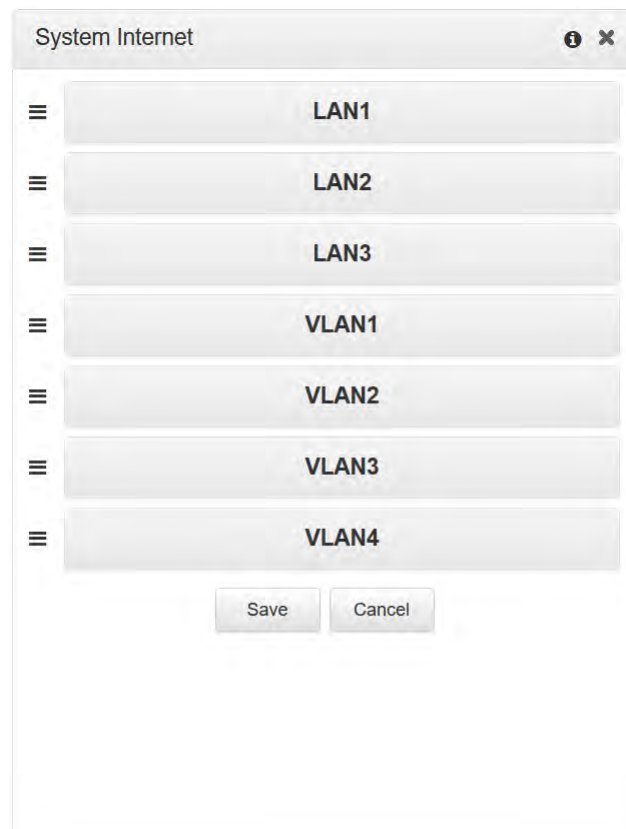 System Internet
LAN1
LAN2
LAN3
VLAN1
VLAN2
VLAN3
VLAN4
Save Cancel